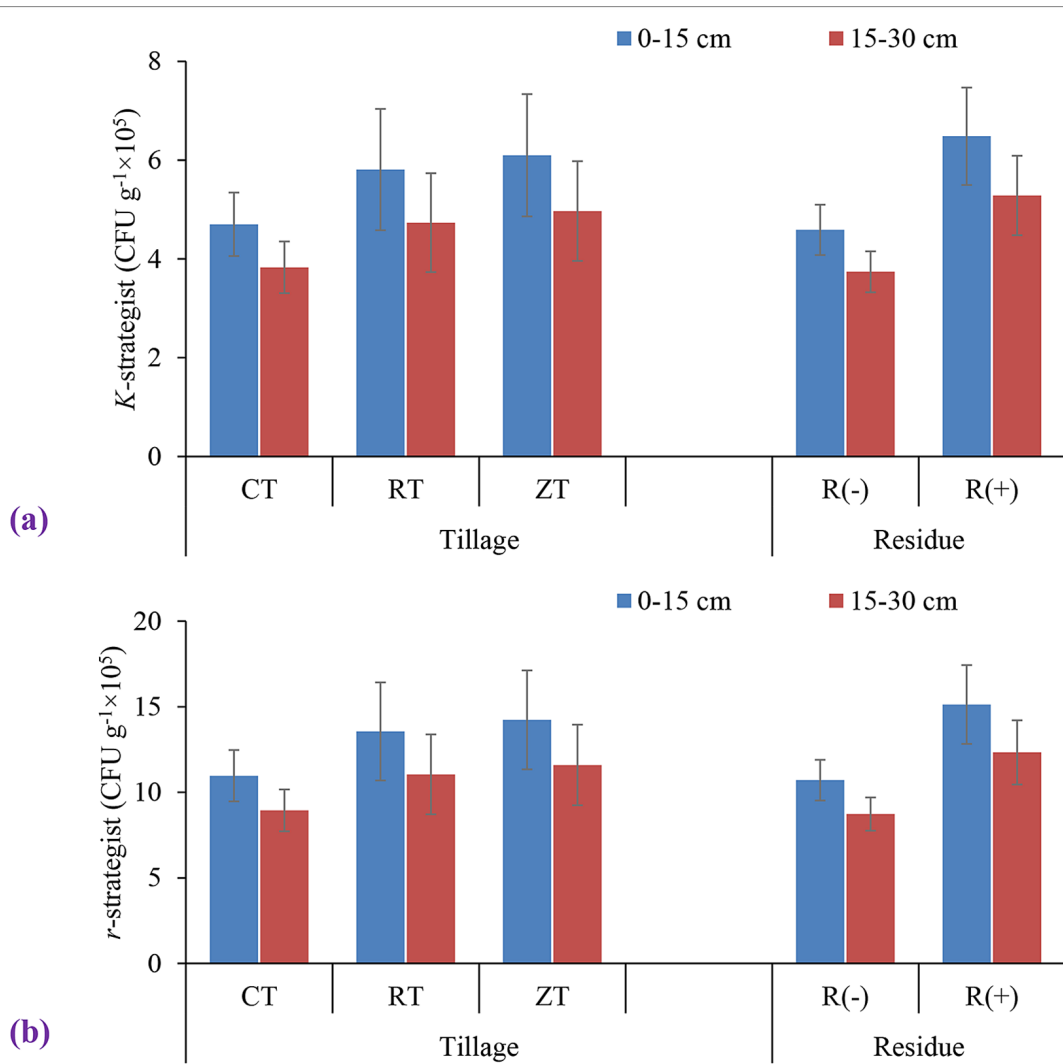 0-15 cm 15-30 cm
8
6
4
2
0
K-strategist (CFU g⁻¹×10⁵)
CT RT ZT R(-) R(+)
Tillage Residue
(a)
0-15 cm 15-30 cm
20
15
10
5
0
r-strategist (CFU g⁻¹×10⁵)
CT RT ZT R(-) R(+)
Tillage Residue
(b)